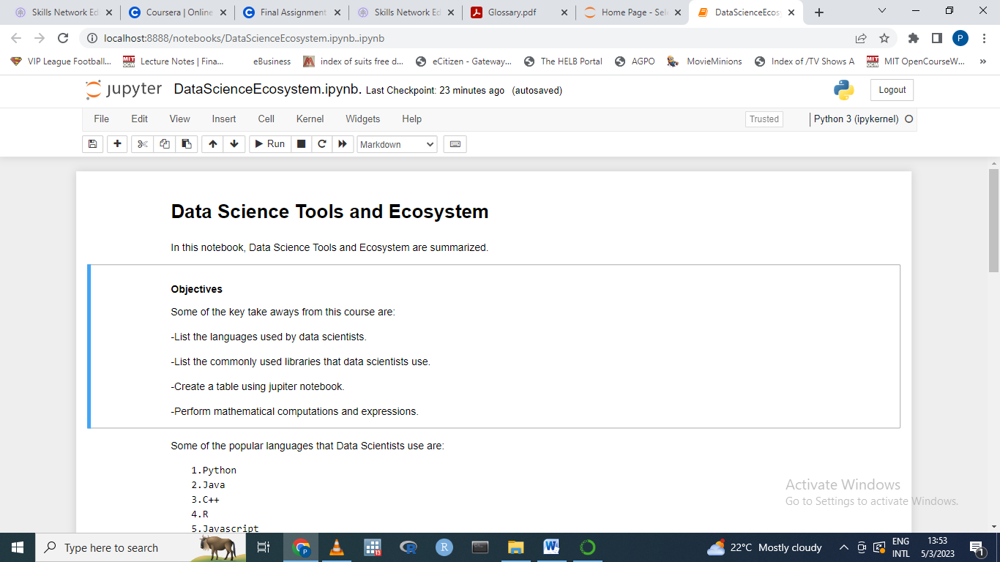 Skills Network Ed
Coursera | Online
Final Assignment
Skills Network Ed
Glossary.pdf
Home Page - Sele
DataScienceEcos
localhost:8888/notebooks/DataScienceEcosystem.ipynb..ipynb
P
VIP League Football...
MIT OCW
Lecture Notes | Fina...
eBusiness
index of suits free d...
eCitizen - Gateway...
The HELB Portal
AGPO
MovieMinions
Index of /TV Shows A
MIT OCW
MIT OpenCourseW...
»
jupyter
DataScienceEcosystem.ipynb. Last Checkpoint: 23 minutes ago (autosaved)
Logout
File Edit View Insert Cell Kernel Widgets Help
Trusted
Python 3 (ipykernel)
Run
Markdown
Data Science Tools and Ecosystem
In this notebook, Data Science Tools and Ecosystem are summarized.
Objectives
Some of the key take aways from this course are:
-List the languages used by data scientists.
-List the commonly used libraries that data scientists use.
-Create a table using jupiter notebook.
-Perform mathematical computations and expressions.
Some of the popular languages that Data Scientists use are:
1.Python
2.Java
3.C++
4.R
5.Javascript
Activate Windows
Go to Settings to activate Windows.
Type here to search
P
13
R
R
W
22°C Mostly cloudy
ENG
INTL
13:53
5/3/2023
1